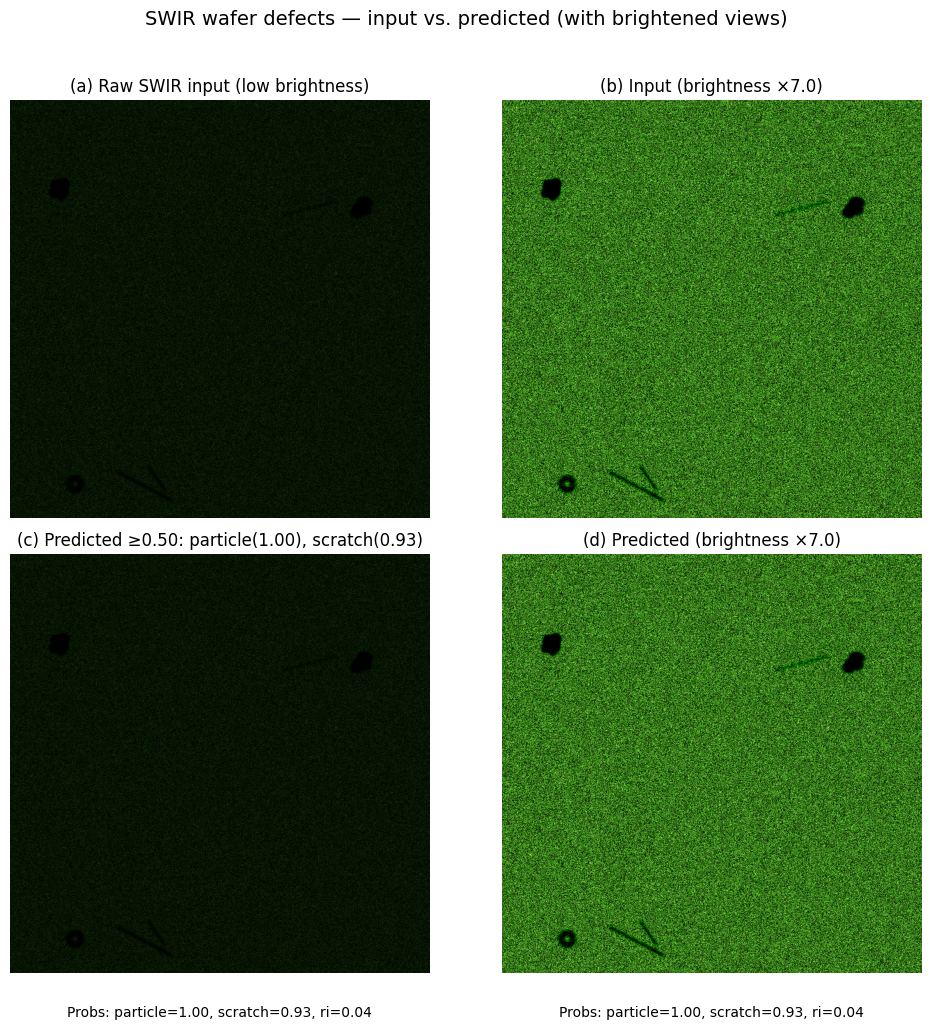 SWIR wafer defects — input vs. predicted (with brightened views)
(a) Raw SWIR input (low brightness)
(b) Input (brightness ×7.0)
(c) Predicted ≥0.50: particle(1.00), scratch(0.93)
(d) Predicted (brightness ×7.0)
Probs: particle=1.00, scratch=0.93, ri=0.04
Probs: particle=1.00, scratch=0.93, ri=0.04